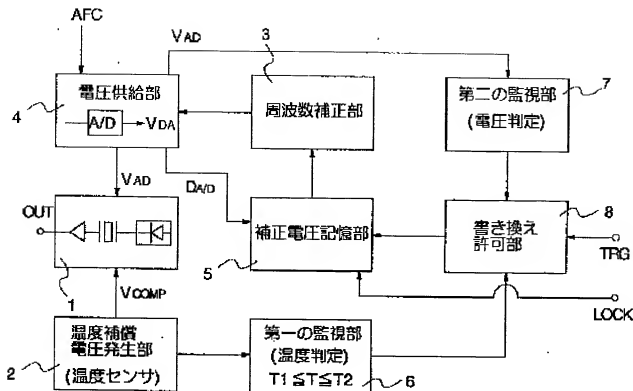 AFC
VAD
3
7
4
電圧供給部
A/D
VDA
周波数補正部
第二の監視部
(電圧判定)
VAD
DA/D
OUT
8
補正電圧記憶部
書き換え
許可部
TRG
1
5
VCOMP
LOCK
温度補償
電圧発生部
(温度センサ)
2
第一の監視部
(温度判定)
T1≦T≦T2
6